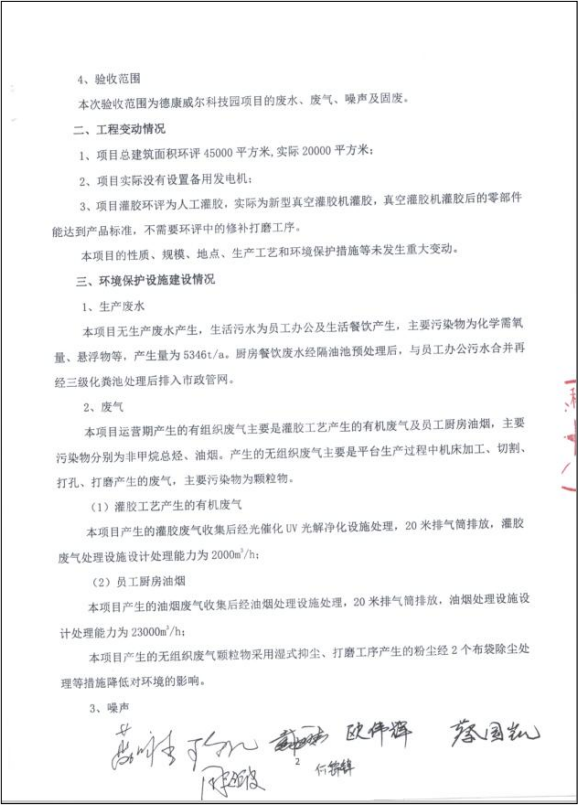 4、验收范围
本次验收范围为德康威尔科技园项目的废水、废气、噪声及固废。
二、工程变动情况
1、项目总建筑面积环评 45000 平方米,实际 20000 平方米；
2、项目实际没有设置备用发电机；
3、项目灌胶环评为人工灌胶，实际为新型真空灌胶机灌胶，真空灌胶机灌胶后的零部件
能达到产品标准，不需要环评中的修补打磨工序。
本项目的性质、规模、地点、生产工艺和环境保护措施等未发生重大变动。
三、环境保护设施建设情况
1、生产废水
本项目无生产废水产生，生活污水为员工办公及生活餐饮产生，主要污染物为化学需氧
量、悬浮物等，产生量为 5346t/a。厨房餐饮废水经隔油池预处理后，与员工办公污水合并再
经三级化粪池处理后排入市政管网。
2、废气
本项目运营期产生的有组织废气主要是灌胶工艺产生的有机废气及员工厨房油烟，主要
污染物分别为非甲烷总烃、油烟。产生的无组织废气主要是平台生产过程中机床加工、切割、
打孔、打磨产生的废气，主要污染物为颗粒物。
（1）灌胶工艺产生的有机废气
本项目产生的灌胶废气收集后经光催化 UV 光解净化设施处理，20 米排气筒排放，灌胶
废气处理设施设计处理能力为 2000m³/h；
（2）员工厨房油烟
本项目产生的油烟废气收集后经油烟处理设施处理，20 米排气筒排放，油烟处理设施设
计处理能力为 23000m³/h；
本项目产生的无组织废气颗粒物采用湿式抑尘、打磨工序产生的粉尘经 2 个布袋除尘处
理等措施降低对环境的影响。
3、噪声
欧伟辉 蔡国凯
2